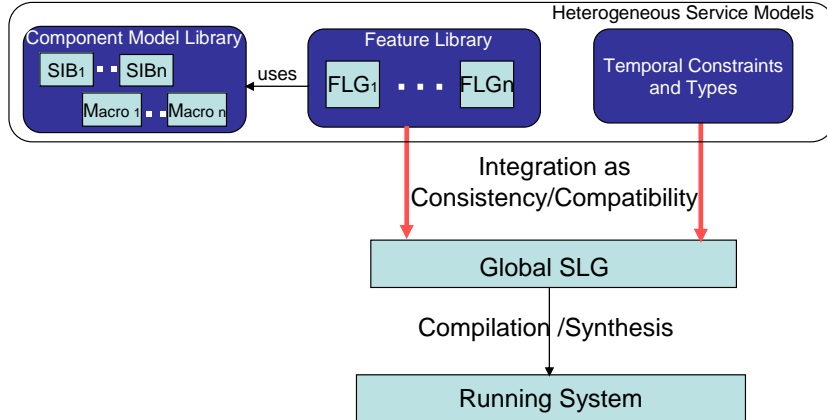 Heterogeneous Service Models
Component Model Library
SIB1 SIBn
Macro 1 Macro n
uses
Feature Library
FLG1 FLGn
Temporal Constraints
and Types
Integration as
Consistency/Compatibility
Global SLG
Compilation /Synthesis
Running System